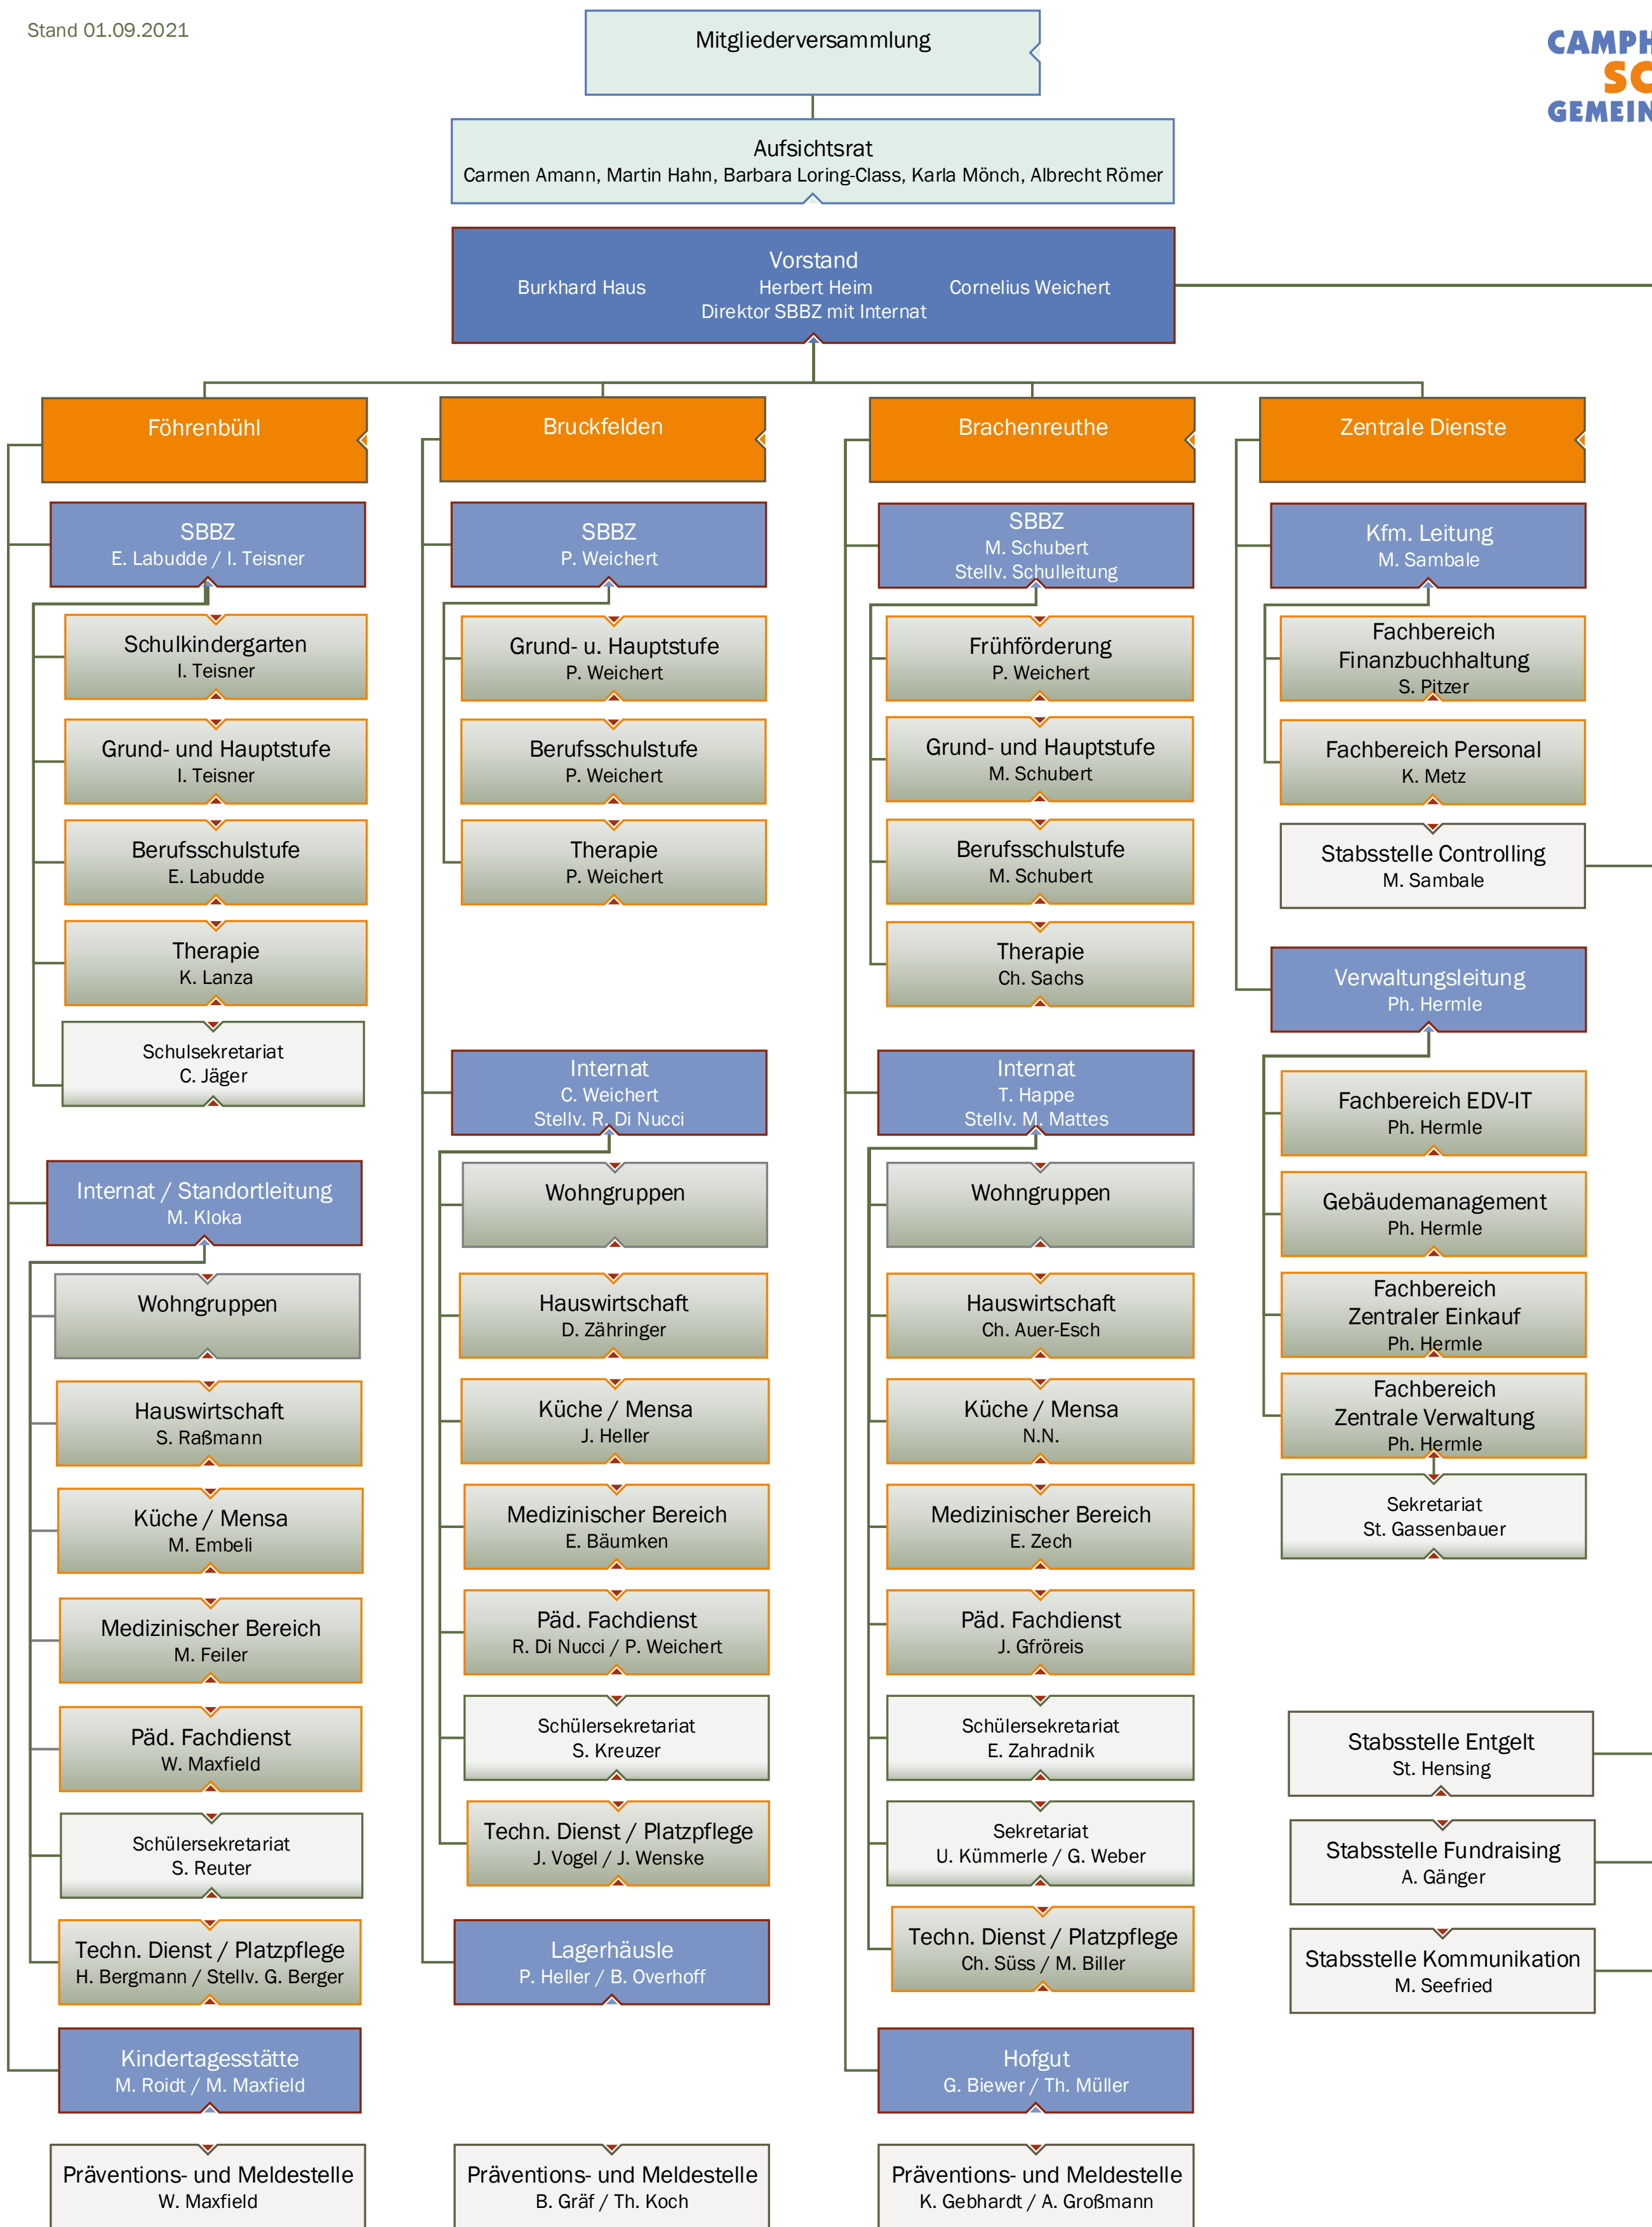 Stand 01.09.2021
Mitgliederversammlung
CAMPH
SC
GEMEIN
Aufsichtsrat
Carmen Amann, Martin Hahn, Barbara Loring-Class, Karla Mönch, Albrecht Römer
Vorstand
Burkhard Haus
Herbert Heim
Cornelius Weichert
Direktor SBBZ mit Internat
Föhrenbühl
SBBZ
E. Labudde / I. Teisner
Schulkindergarten
I. Teisner
Grund- und Hauptstufe
I. Teisner
Berufsschulstufe
E. Labudde
Therapie
K. Lanza
Schulsekretariat
C. Jäger
Internat / Standortleitung
M. Kloka
Wohngruppen
Hauswirtschaft
S. Raßmann
Küche / Mensa
M. Embeli
Medizinischer Bereich
M. Feiler
Päd. Fachdienst
W. Maxfield
Schülersekretariat
S. Reuter
Techn. Dienst / Platzpflege
H. Bergmann / Stellv. G. Berger
Kindertagesstätte
M. Roidt / M. Maxfield
Präventions- und Meldestelle
W. Maxfield
Bruckfelden
SBBZ
P. Weichert
Grund- u. Hauptstufe
P. Weichert
Berufsschulstufe
P. Weichert
Therapie
P. Weichert
Internat
C. Weichert
Stellv. R. Di Nucci
Wohngruppen
Hauswirtschaft
D. Zähringer
Küche / Mensa
J. Heller
Medizinischer Bereich
E. Bäumken
Päd. Fachdienst
R. Di Nucci / P. Weichert
Schülersekretariat
S. Kreuzer
Techn. Dienst / Platzpflege
J. Vogel / J. Wenske
Lagerhäusle
P. Heller / B. Overhoff
Präventions- und Meldestelle
B. Gräf / Th. Koch
Brachenreuthe
SBBZ
M. Schubert
Stellv. Schulleitung
Frühförderung
P. Weichert
Grund- und Hauptstufe
M. Schubert
Berufsschulstufe
M. Schubert
Therapie
Ch. Sachs
Internat
T. Happe
Stellv. M. Mattes
Wohngruppen
Hauswirtschaft
Ch. Auer-Esch
Küche / Mensa
N.N.
Medizinischer Bereich
E. Zech
Päd. Fachdienst
J. Gfröreis
Schülersekretariat
E. Zahradnik
Sekretariat
U. Kümmerle / G. Weber
Techn. Dienst / Platzpflege
Ch. Süss / M. Biller
Hofgut
G. Biewer / Th. Müller
Präventions- und Meldestelle
K. Gebhardt / A. Großmann
Zentrale Dienste
Kfm. Leitung
M. Sambale
Fachbereich
Finanzbuchhaltung
S. Pitzer
Fachbereich Personal
K. Metz
Stabsstelle Controlling
M. Sambale
Verwaltungsleitung
Ph. Hermle
Fachbereich EDV-IT
Ph. Hermle
Gebäudemanagement
Ph. Hermle
Fachbereich
Zentraler Einkauf
Ph. Hermle
Fachbereich
Zentrale Verwaltung
Ph. Hermle
Sekretariat
St. Gassenbauer
Stabsstelle Entgelt
St. Hensing
Stabsstelle Fundraising
A. Gänger
Stabsstelle Kommunikation
M. Seefried